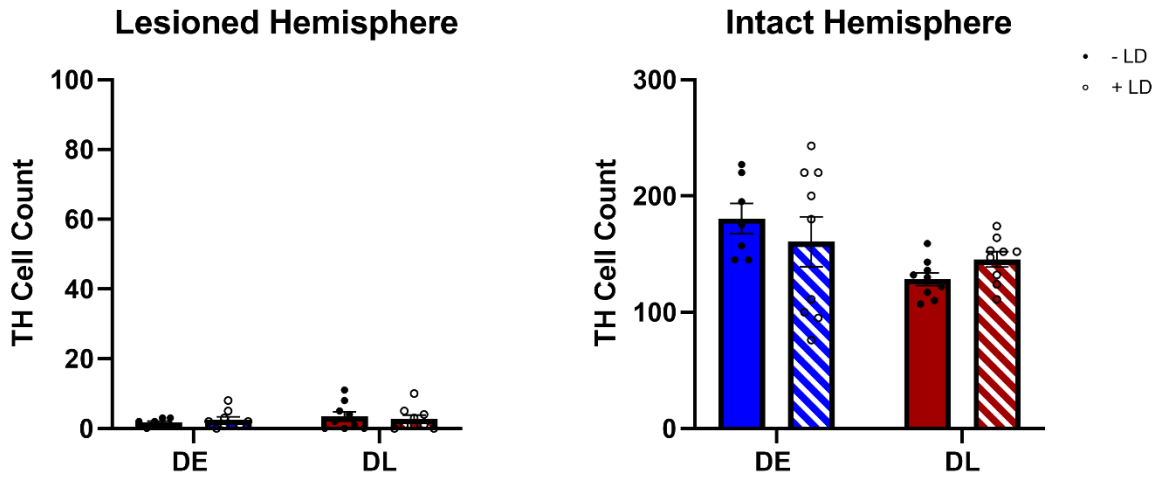 Lesioned Hemisphere
TH Cell Count
100
80
60
40
20
0
DE
DL
Intact Hemisphere
TH Cell Count
300
200
100
0
DE
DL
- LD
+ LD